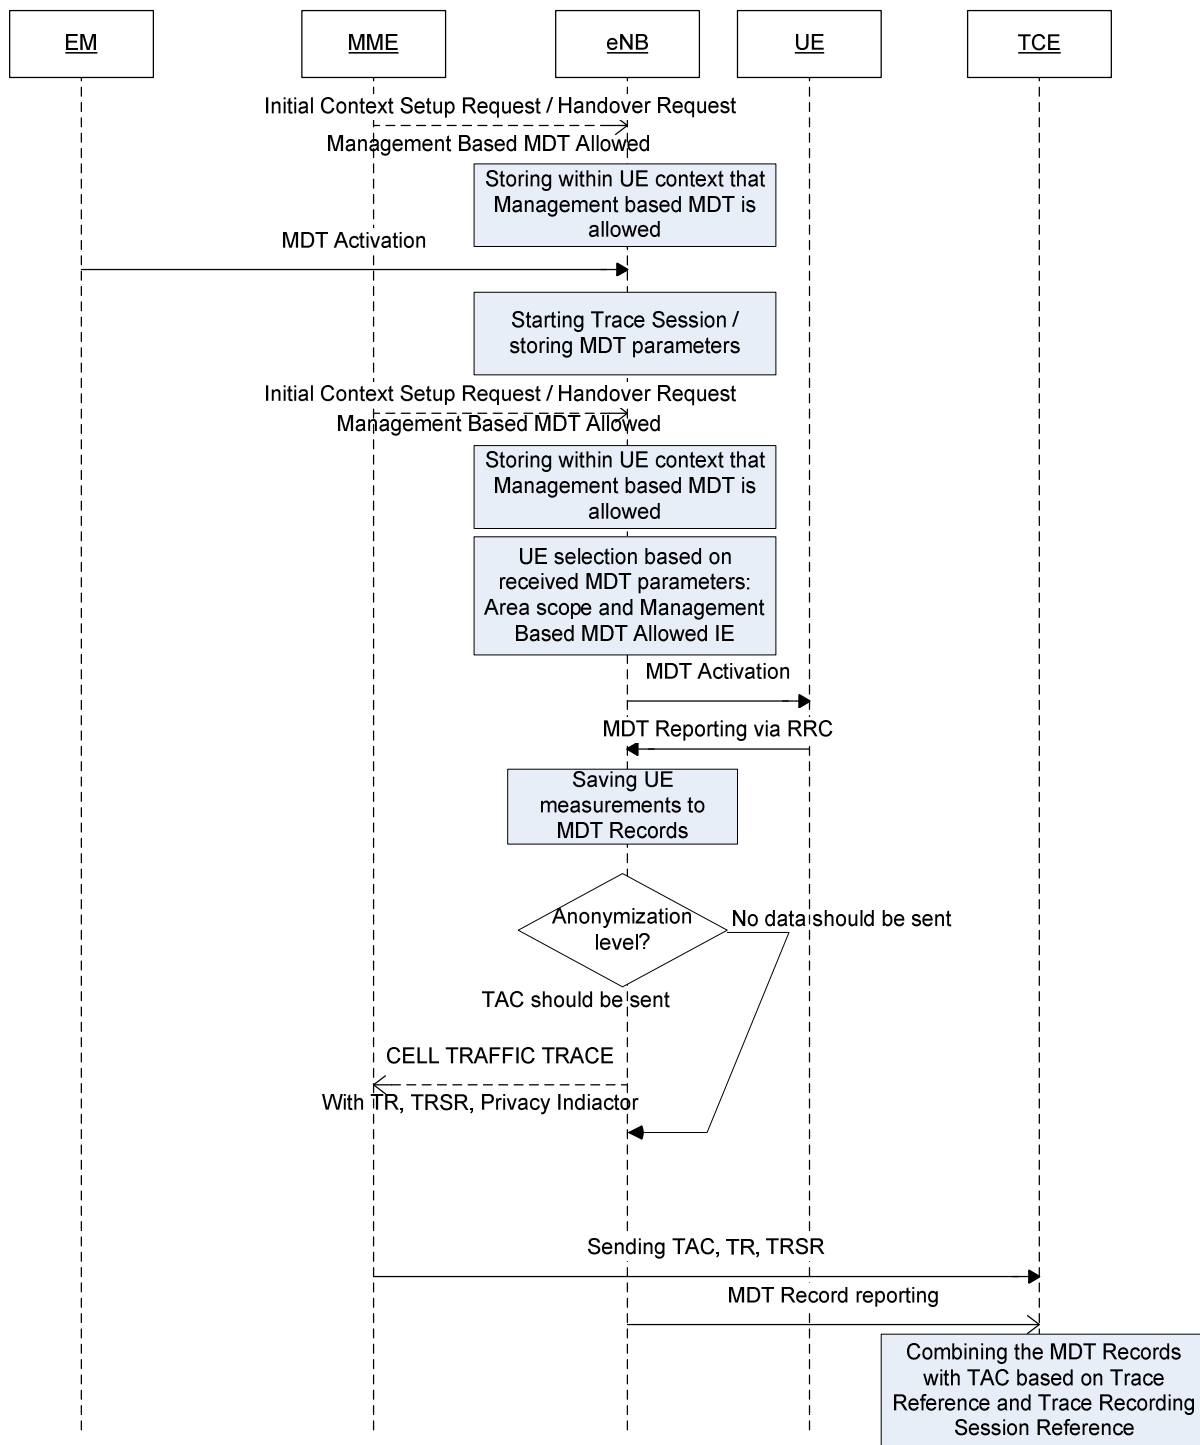 EM
MME
eNB
UE
TCE
Initial Context Setup Request / Handover Request
Management Based MDT Allowed
Storing within UE context that
Management based MDT is
allowed
MDT Activation
Starting Trace Session /
storing MDT parameters
Initial Context Setup Request / Handover Request
Management Based MDT Allowed
Storing within UE context that
Management based MDT is
allowed
UE selection based on
received MDT parameters:
Area scope and Management
Based MDT Allowed IE
MDT Activation
MDT Reporting via RRC
Saving UE
measurements to
MDT Records
Anonymization
level?
No data should be sent
TAC should be sent
CELL TRAFFIC TRACE
With TR, TRSR, Privacy Indiactor
Sending TAC, TR, TRSR
MDT Record reporting
Combining the MDT Records
with TAC based on Trace
Reference and Trace Recording
Session Reference